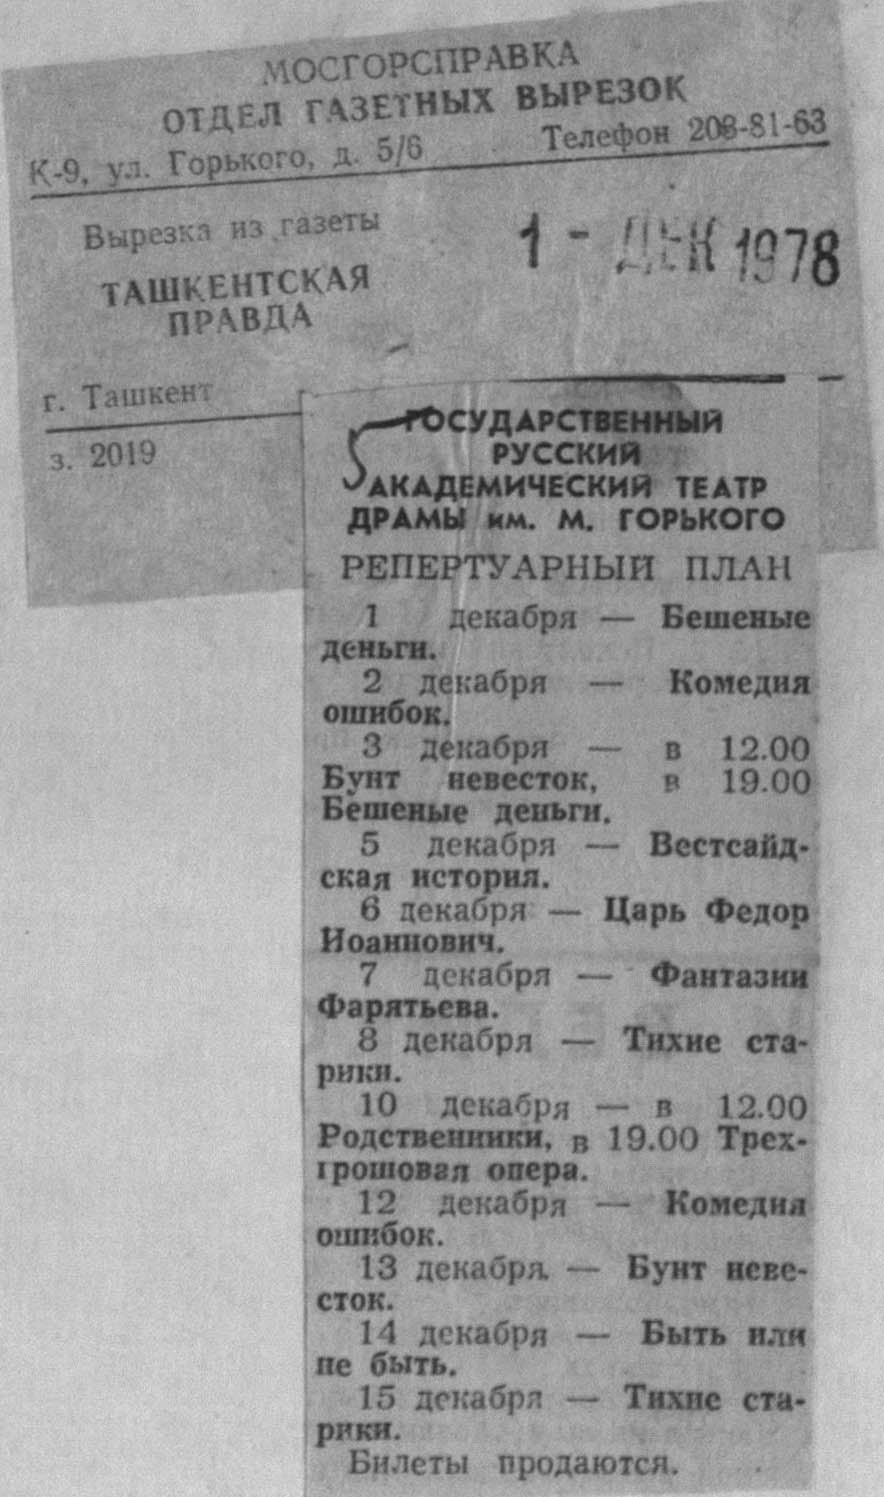 МОСГОРСПРАВКА
ОТДЕЛ ГАЗЕТНЫХ ВЫРЕЗОК
К-9, ул. Горького, д. 5/6 Телефон 208-81-63
Вырезка из газеты
1 - ДЕК 1978
ТАШКЕНТСКАЯ
ПРАВДА
г. Ташкент
з. 2019
ГОСУДАРСТВЕННЫЙ
РУССКИЙ
АКАДЕМИЧЕСКИЙ ТЕАТР
ДРАМЫ им. М. ГОРЬКОГО
РЕПЕРТУАРНЫЙ ПЛАН
1 декабря — Бешеные
деньги.
2 декабря — Комедия
ошибок.
3 декабря — в 12.00
Бунт невесток, в 19.00
Бешеные деньги.
5 декабря — Вестсайд-
ская история.
6 декабря — Царь Федор
Иоаннович.
7 декабря — Фантазии
Фарятьева.
8 декабря — Тихие ста-
рики.
10 декабря — в 12.00
Родственники, в 19.00 Трех-
грошовая опера.
12 декабря — Комедия
ошибок.
13 декабря — Бунт неве-
сток.
14 декабря — Быть или
не быть.
15 декабря — Тихие ста-
рики.
Билеты продаются.